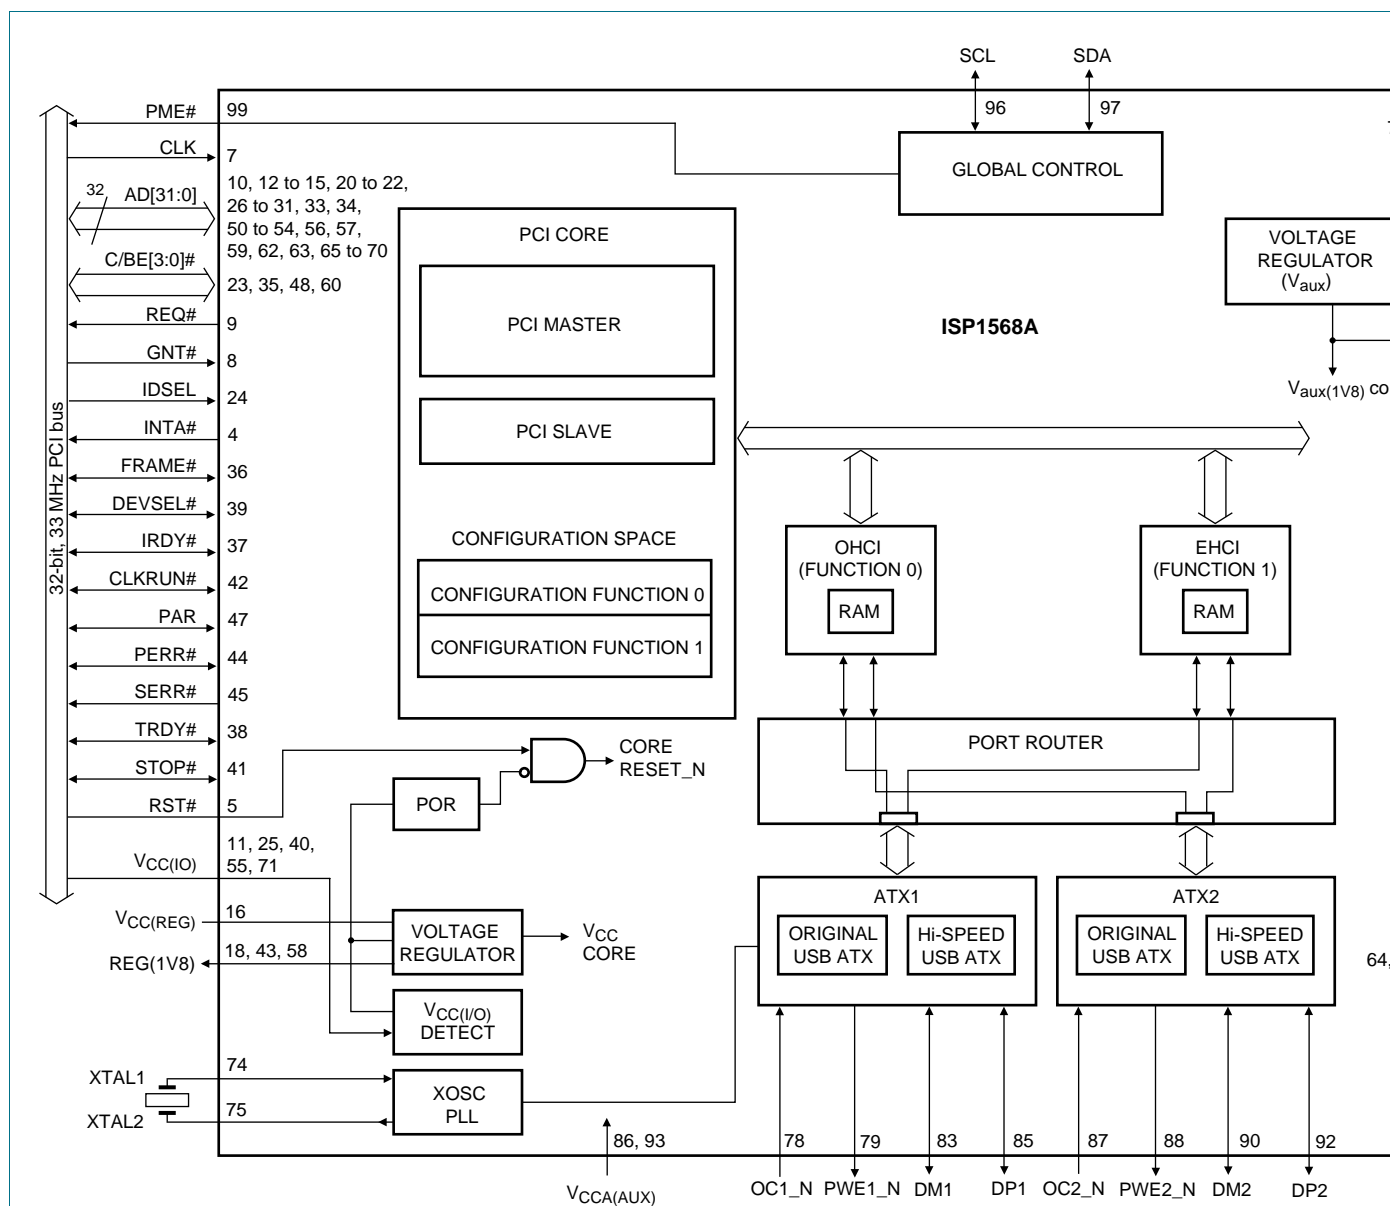 SCL
SDA
96
97
GLOBAL CONTROL
PME#
99
CLK
7
32
AD[31:0]
10, 12 to 15, 20 to 22,
26 to 31, 33, 34,
50 to 54, 56, 57,
59, 62, 63, 65 to 70
C/BE[3:0]#
23, 35, 48, 60
REQ#
9
GNT#
8
IDSEL
24
INTA#
4
FRAME#
36
DEVSEL#
39
IRDY#
37
CLKRUN#
42
PAR
47
PERR#
44
SERR#
45
TRDY#
38
STOP#
41
RST#
5
32-bit, 33 MHz PCI bus
VCC(IO)
11, 25, 40,
55, 71
VCC(REG)
16
REG(1V8)
18, 43, 58
XTAL1
74
XTAL2
75
PCI CORE
PCI MASTER
PCI SLAVE
CONFIGURATION SPACE
CONFIGURATION FUNCTION 0
CONFIGURATION FUNCTION 1
CORE
RESET_N
POR
VOLTAGE
REGULATOR
VCC
CORE
VCC(I/O)
DETECT
XOSC
PLL
ISP1568A
VOLTAGE
REGULATOR
(Vaux)
Vaux(1V8) co
OHCI
(FUNCTION 0)
RAM
EHCI
(FUNCTION 1)
RAM
PORT ROUTER
ATX1
ORIGINAL
USB ATX
Hi-SPEED
USB ATX
ATX2
ORIGINAL
USB ATX
Hi-SPEED
USB ATX
64,
86, 93
VCCA(AUX)
78
79
83
85
87
88
90
92
OC1_N
PWE1_N
DM1
DP1
OC2_N
PWE2_N
DM2
DP2